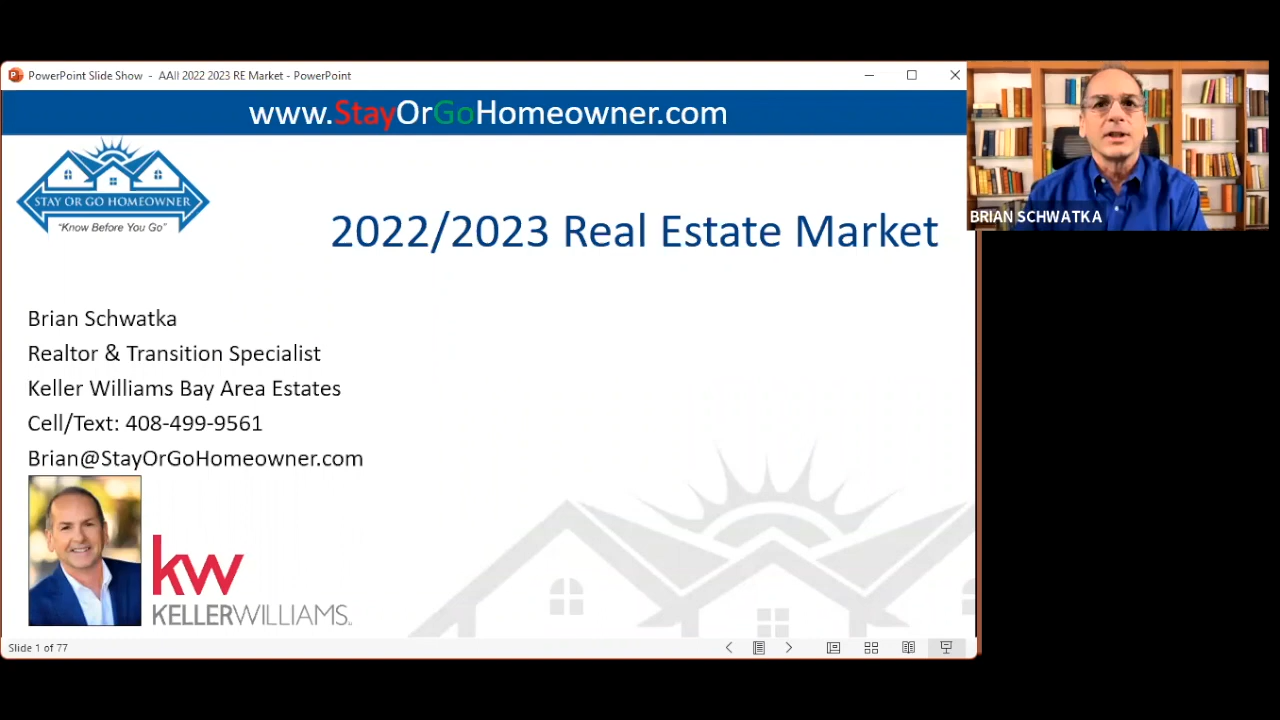 PowerPoint Slide Show - AAII 2022 2023 RE Market - PowerPoint
www.StayOrGoHomeowner.com
STAY OR GO HOMEOWNER
“Know Before You Go”
2022/2023 Real Estate Market
BRIAN SCHWATKA
Brian Schwatka
Realtor & Transition Specialist
Keller Williams Bay Area Estates
Cell/Text: 408-499-9561
Brian@StayOrGoHomeowner.com
kw
KELLERWILLIAMS.
Slide 1 of 77